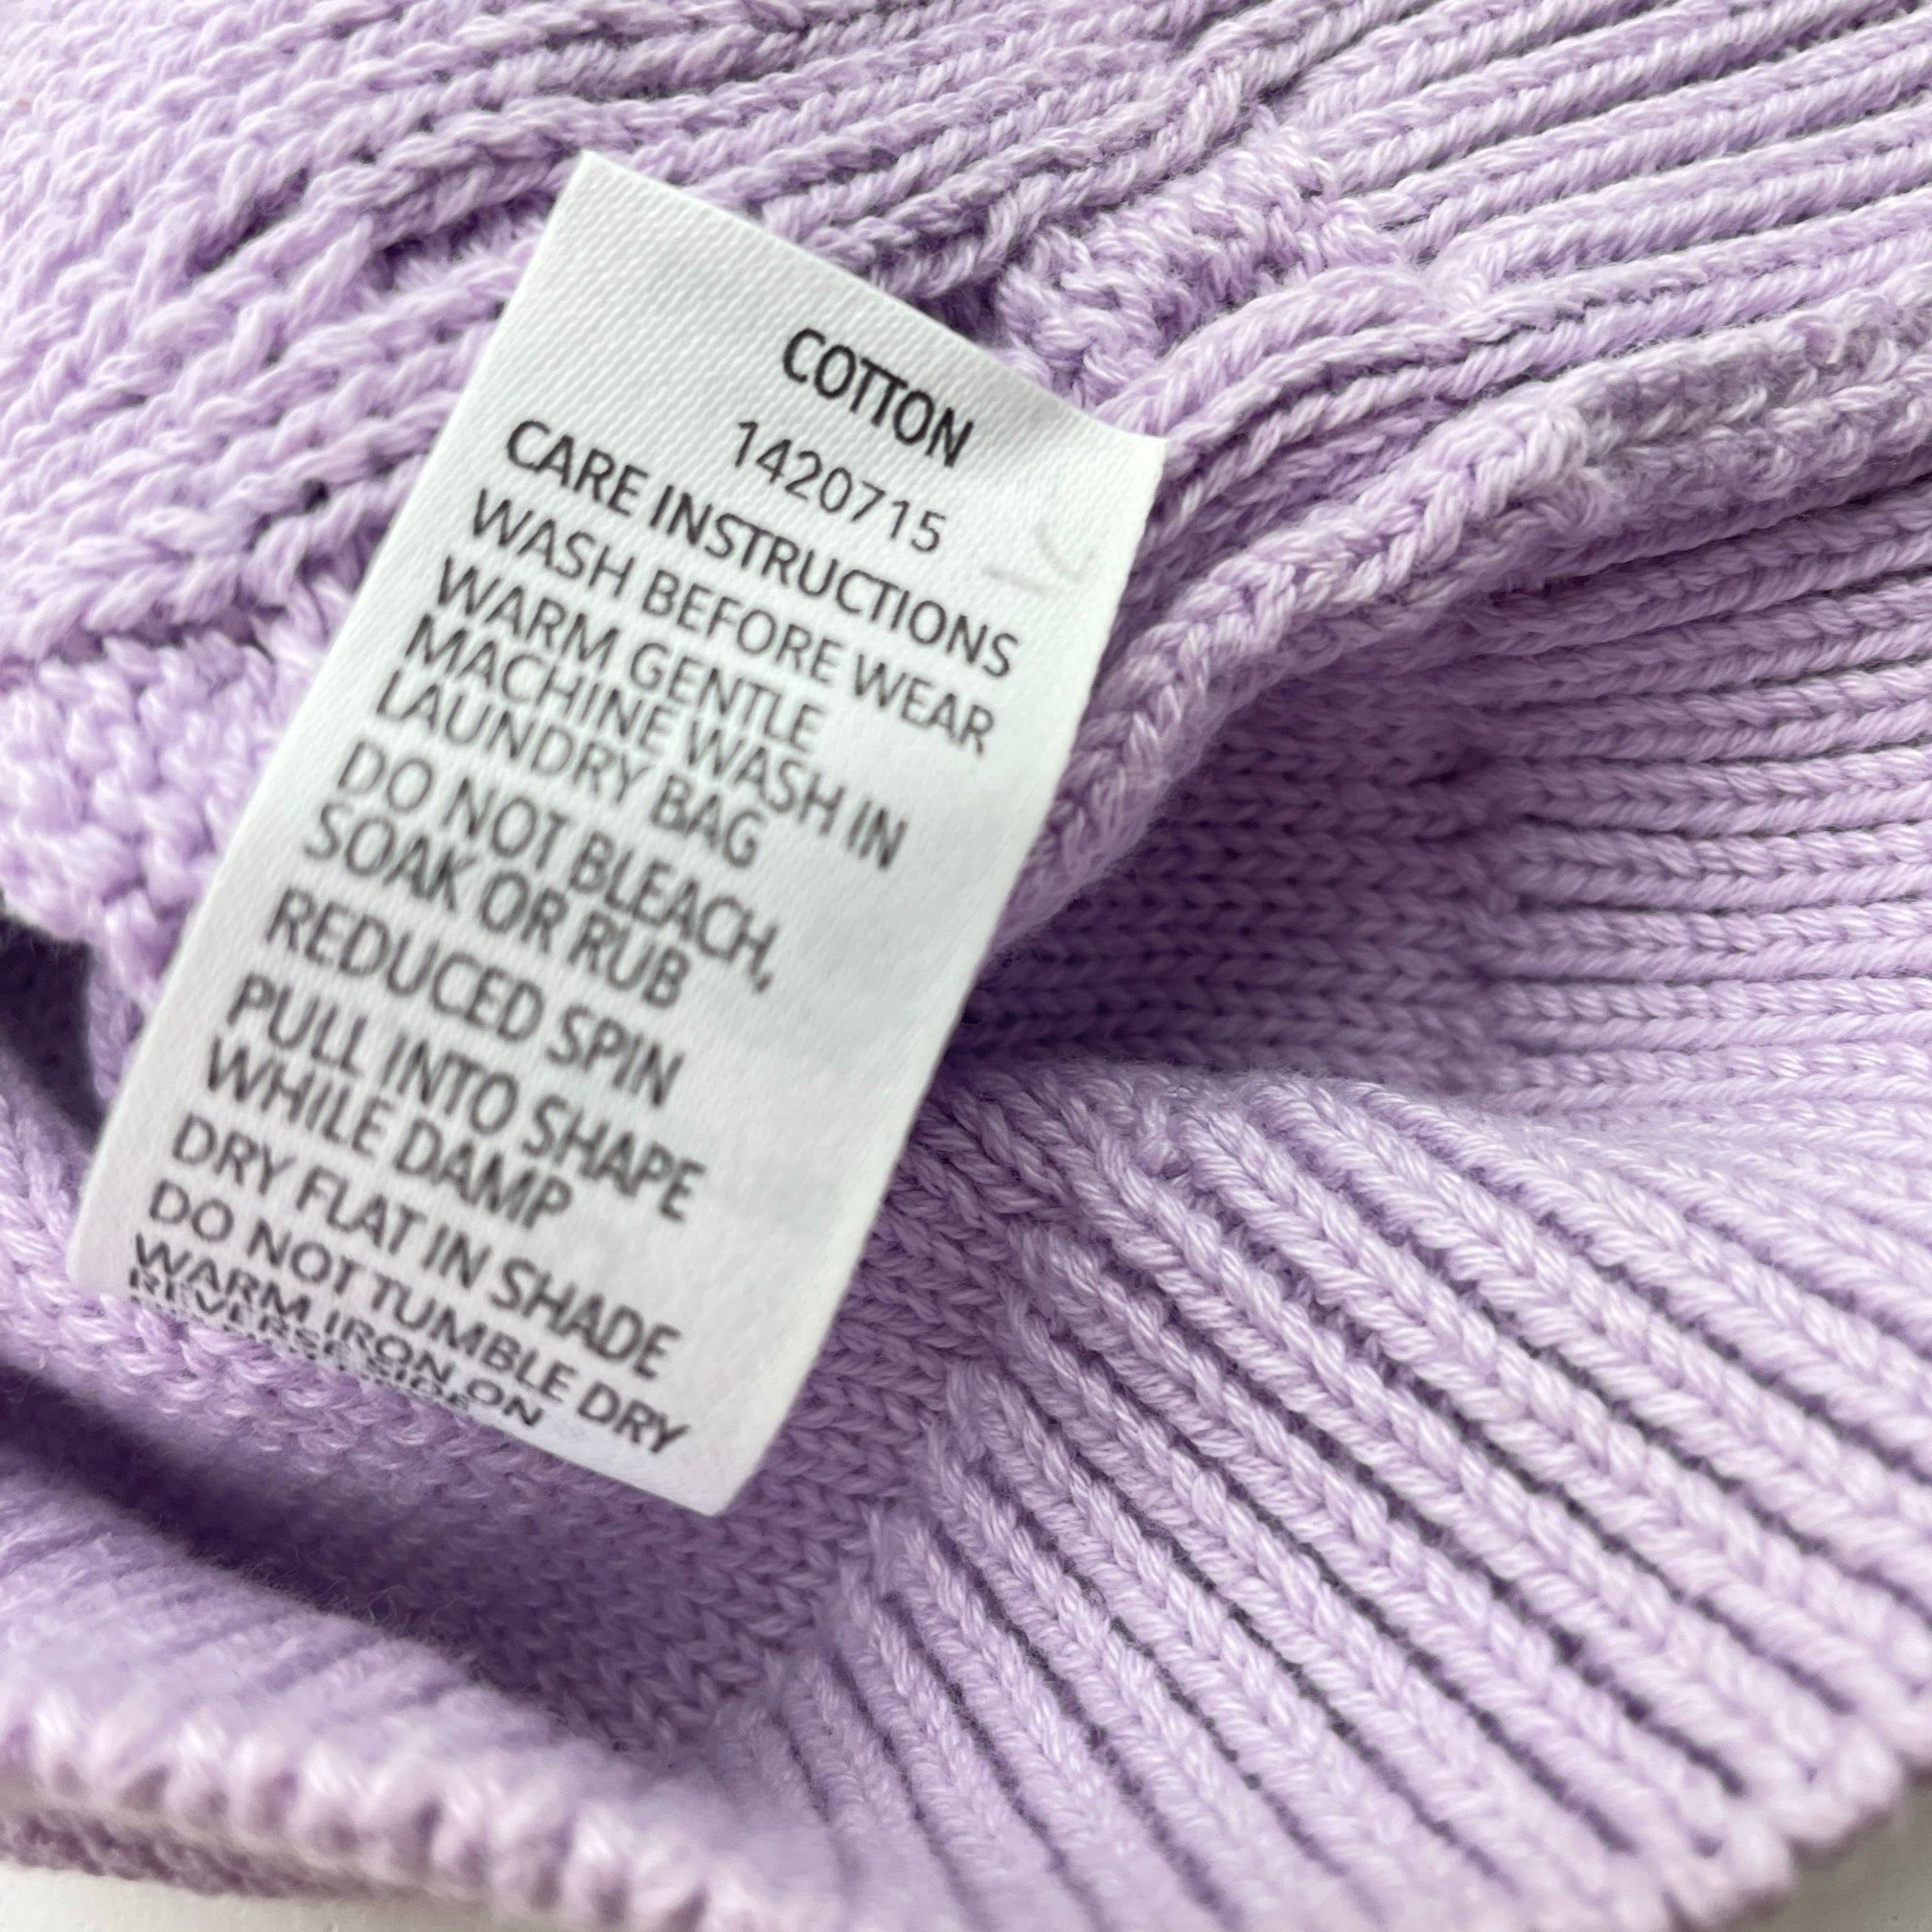 COTTON
1420715
CARE INSTRUCTIONS
WASH BEFORE WEAR
WARM GENTLE
MACHINE WASH IN
LAUNDRY BAG
DO NOT BLEACH,
SOAK OR RUB
REDUCED SPIN
PULL INTO SHAPE
WHILE DAMP
DRY FLAT IN SHADE
DO NOT TUMBLE DRY
WARM IRON ON
REVERSE SIDE